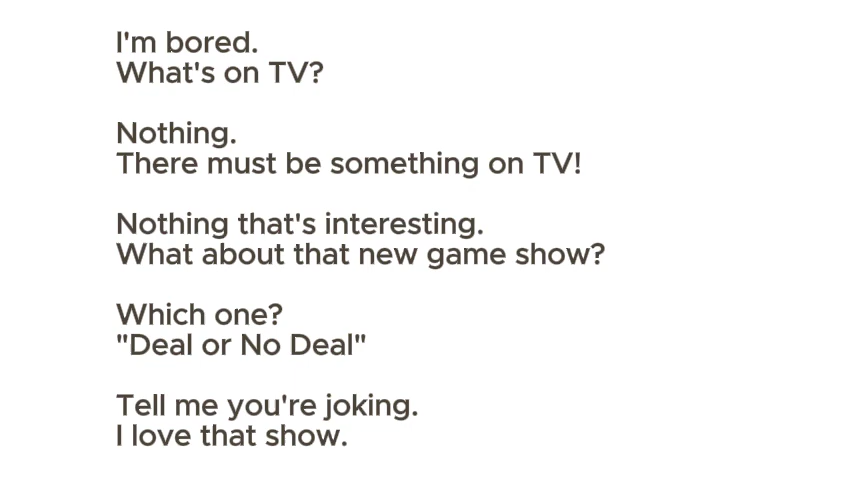 I'm bored.
What's on TV?
Nothing.
There must be something on TV!
Nothing that's interesting.
What about that new game show?
Which one?
"Deal or No Deal"
Tell me you're joking.
I love that show.